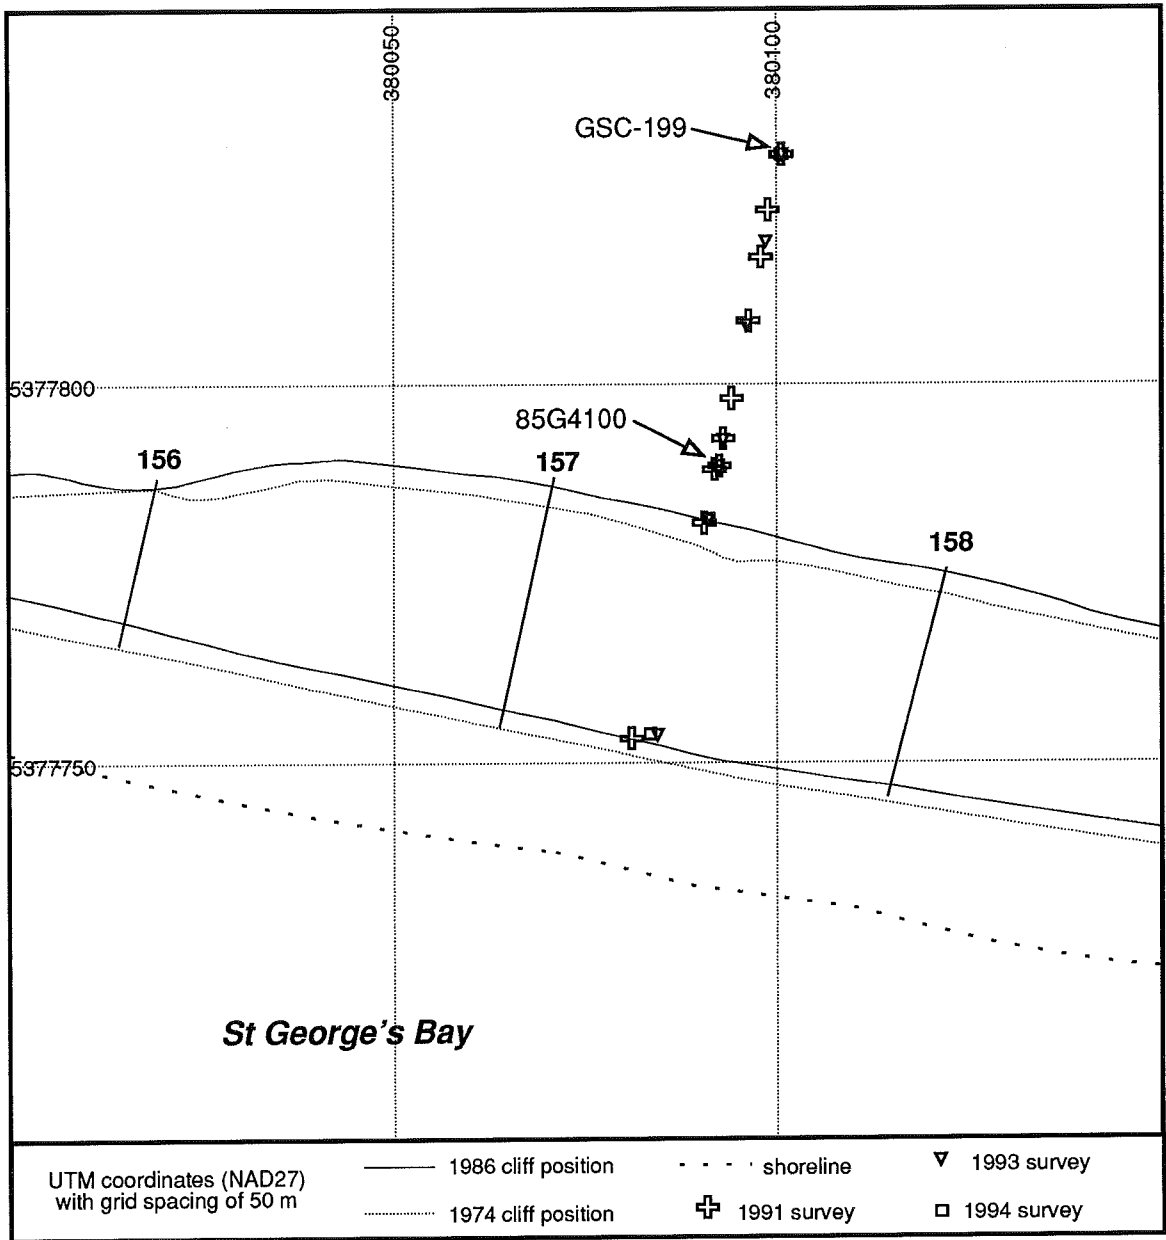 380050
380100
GSC-199
5377800
85G4100
156
157
158
5377750
St George's Bay
UTM coordinates (NAD27)
with grid spacing of 50 m
1986 cliff position
1974 cliff position
shoreline
1991 survey
1993 survey
1994 survey